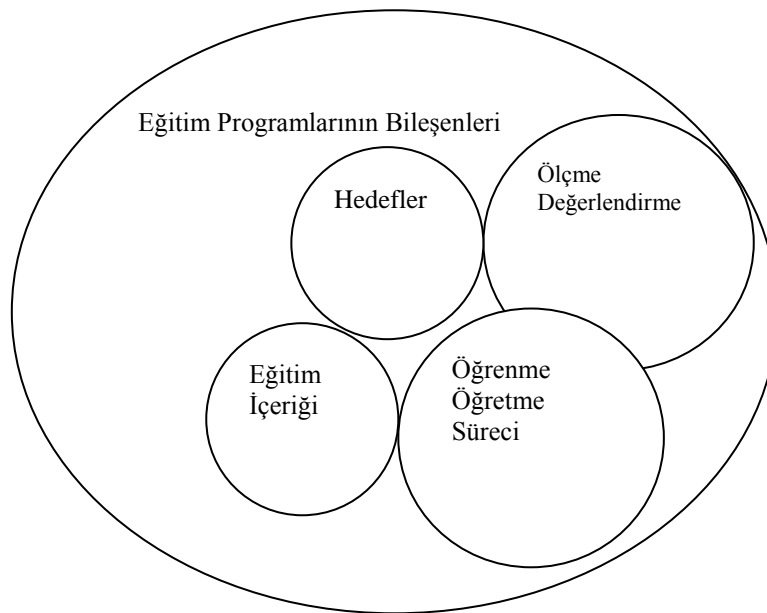 Eğitim Programlarının Bileşenleri
Ölçme
Değerlendirme
Hedefler
Eğitim
İçeriği
Öğrenme
Öğretme
Süreci